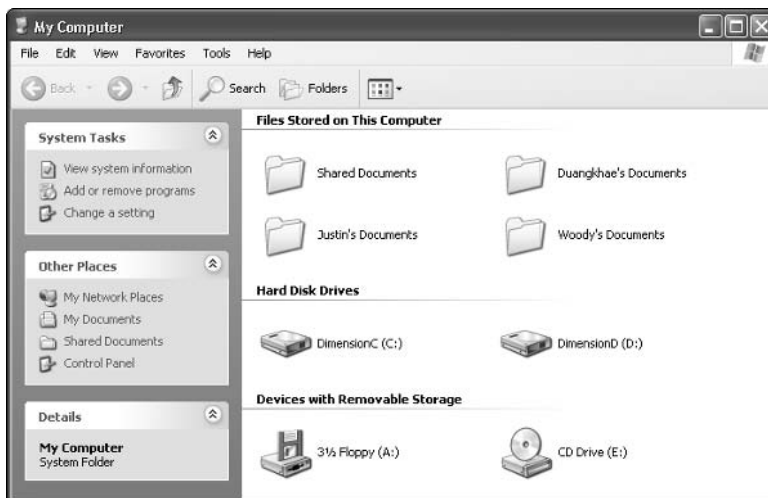 My Computer
File Edit View Favorites Tools Help
Back Search Folders
System Tasks
View system information
Add or remove programs
Change a setting
Other Places
My Network Places
My Documents
Shared Documents
Control Panel
Details
My Computer
System Folder
Files Stored on This Computer
Shared Documents Duangkhae's Documents
Justin's Documents Woody's Documents
Hard Disk Drives
DimensionC (C:) DimensionD (D:)
Devices with Removable Storage
3½ Floppy (A:) CD Drive (E:)